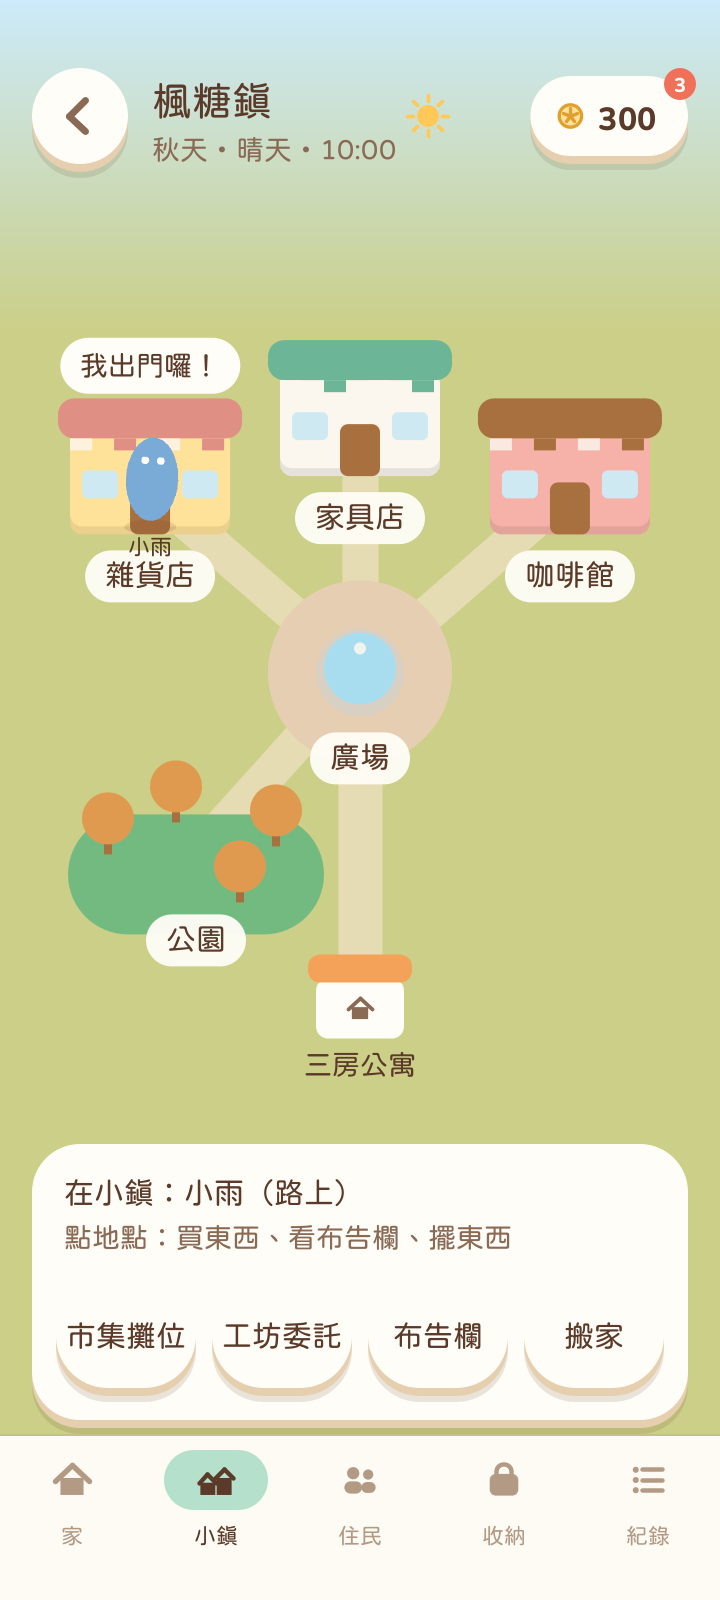 楓糖鎮
秋天・晴天・10:00
300
3
我出門囉！
家具店
小雨
雜貨店
咖啡館
廣場
公園
三房公寓
在小鎮：小雨（路上）
點地點：買東西、看布告欄、擺東西
市集攤位
工坊委託
布告欄
搬家
家
小鎮
住民
收納
紀錄